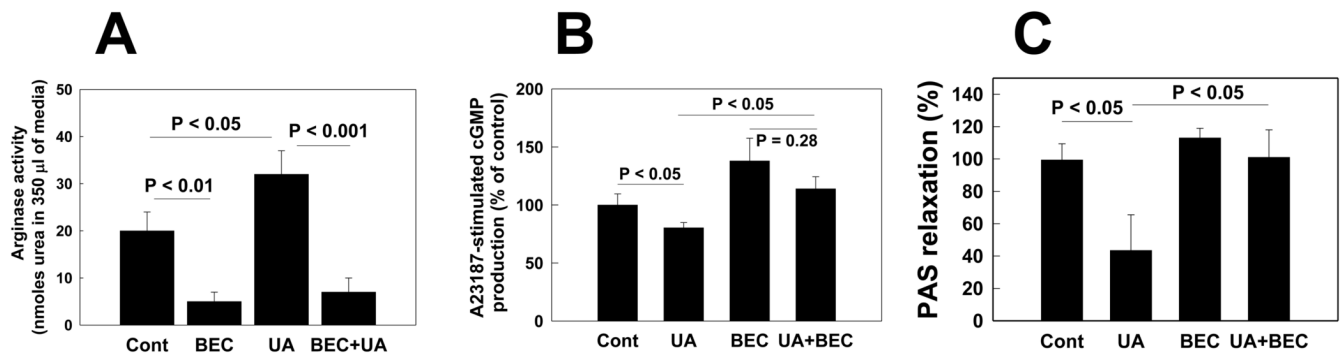 A
Arginase activity
(nmoles urea in 350 µl of media)
50
40
30
20
10
0
P < 0.05
P < 0.001
P < 0.01
Cont BEC UA BEC+UA
B
A23187-stimulated cGMP
production (% of control)
200
150
100
50
0
P < 0.05
P = 0.28
P < 0.05
Cont UA BEC UA+BEC
C
PAS relaxation (%)
140
120
100
80
60
40
20
0
P < 0.05
P < 0.05
Cont UA BEC UA+BEC